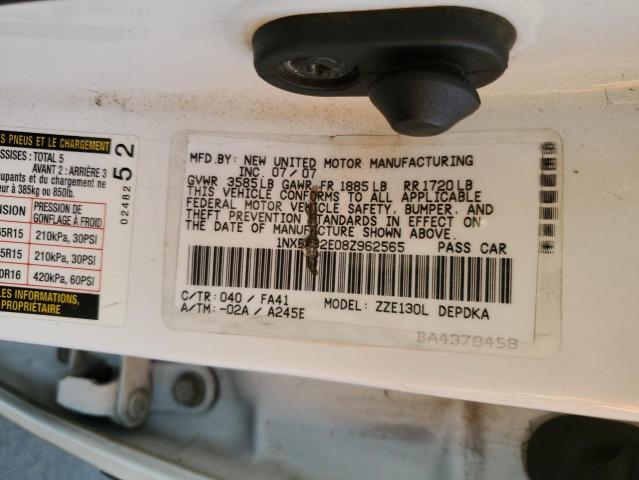 ES PNEUS ET LE CHARGEMENT
SSISES: TOTAL 5
AVANT 2: ARRIÈRE 3
upants et du chargement
r de 385kg ou 850lb.
ENSION PRESSION DE GONFLAGE À FROID
5R15 210kPa, 30PSI
5R15 210kPa, 30PSI
0R16 420kPa, 60PSI
LES INFORMATIONS,
PROPRIETAIRE
02482 52
MFD.BY: NEW UNITED MOTOR MANUFACTURING
INC. 07/07
GVWR 3585LB GAWR FR 1885LB RR1720LB
THIS VEHICLE CONFORMS TO ALL APPLICABLE
FEDERAL MOTOR VEHICLE SAFETY, BUMPER, AND
THEFT PREVENTION STANDARDS IN EFFECT ON
THE DATE OF MANUFACTURE SHOWN ABOVE.
PASS CAR
C/TR: 040 / FA41 MODEL: ZZE130L DEPDKA
A/TM: -02A / A245E
BA4378458